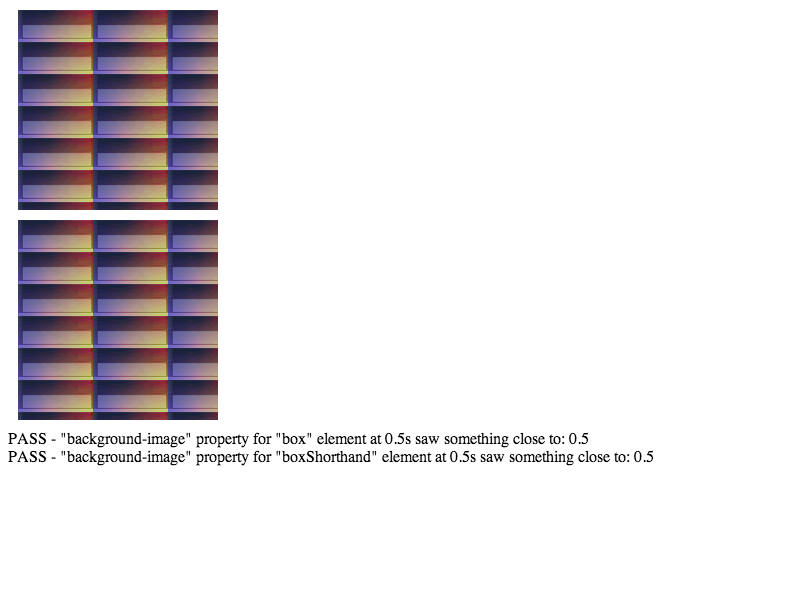 PASS - "background-image" property for "box" element at 0.5s saw something close to: 0.5
PASS - "background-image" property for "boxShorthand" element at 0.5s saw something close to: 0.5